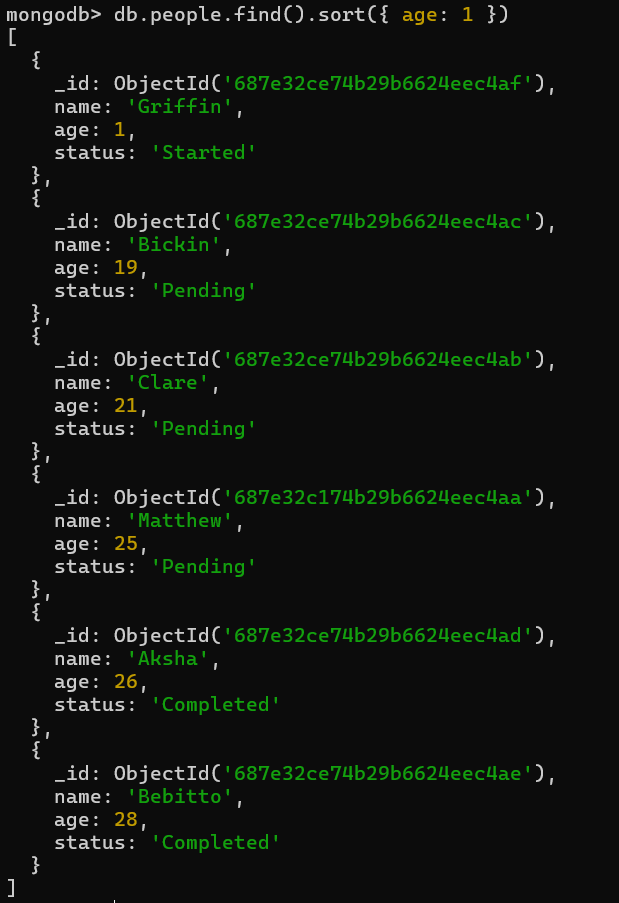 mongodb> db.people.find().sort({ age: 1 })
[
  {
    _id: ObjectId('687e32ce74b29b6624eec4af'),
    name: 'Griffin',
    age: 1,
    status: 'Started'
  },
  {
    _id: ObjectId('687e32ce74b29b6624eec4ac'),
    name: 'Bickin',
    age: 19,
    status: 'Pending'
  },
  {
    _id: ObjectId('687e32ce74b29b6624eec4ab'),
    name: 'Clare',
    age: 21,
    status: 'Pending'
  },
  {
    _id: ObjectId('687e32c174b29b6624eec4aa'),
    name: 'Matthew',
    age: 25,
    status: 'Pending'
  },
  {
    _id: ObjectId('687e32ce74b29b6624eec4ad'),
    name: 'Aksha',
    age: 26,
    status: 'Completed'
  },
  {
    _id: ObjectId('687e32ce74b29b6624eec4ae'),
    name: 'Bebitto',
    age: 28,
    status: 'Completed'
  }
]